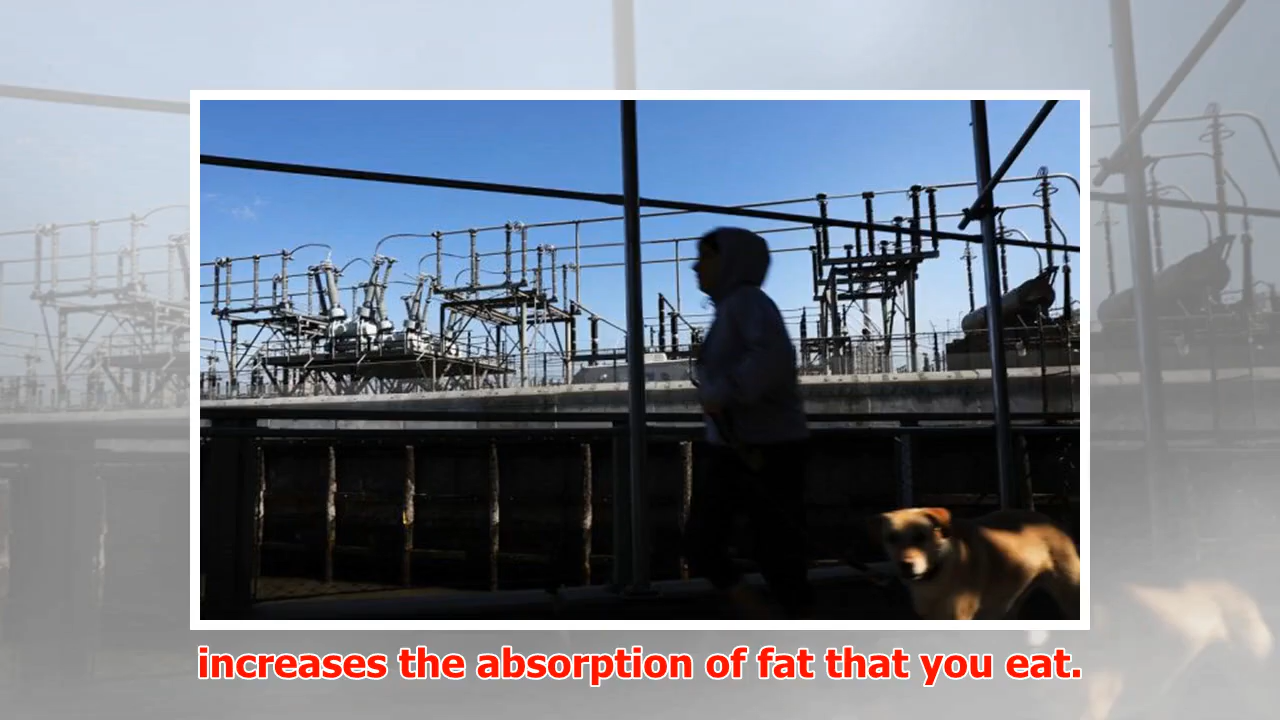 increases the absorption of fat that you eat.